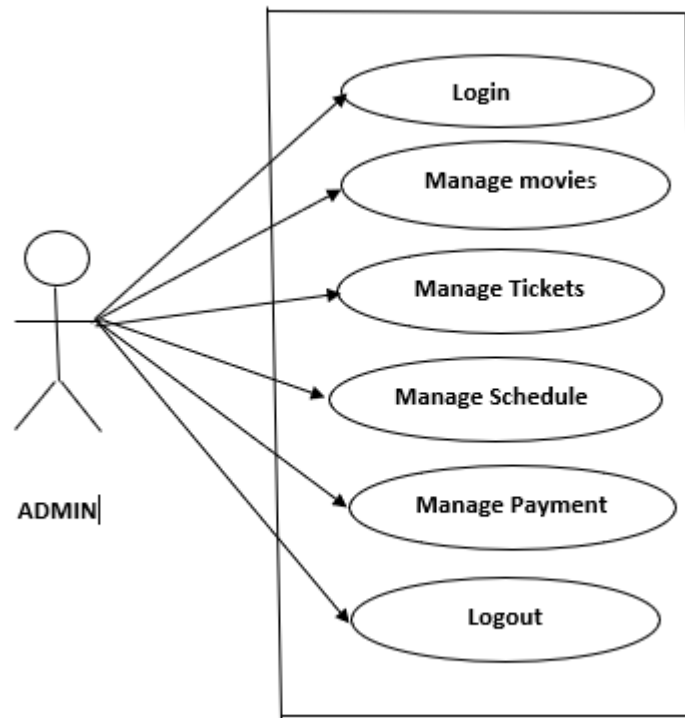 Login
Manage movies
Manage Tickets
Manage Schedule
Manage Payment
ADMIN
Logout